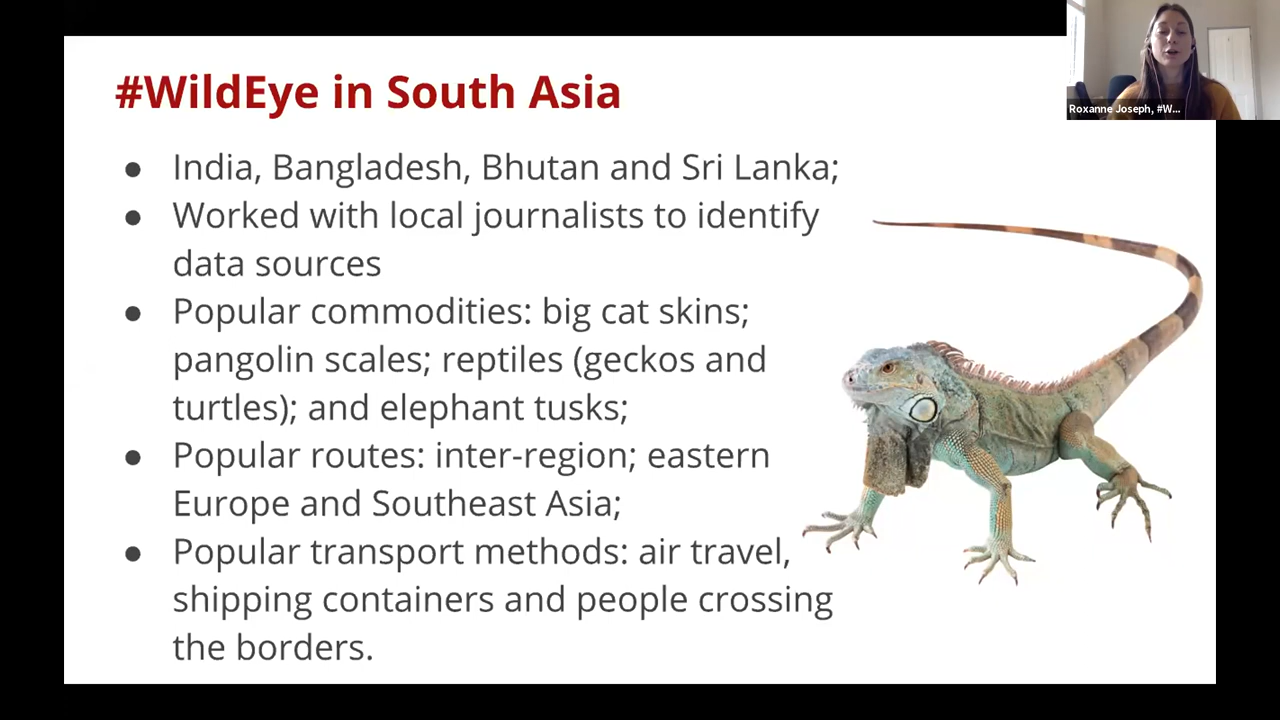 #WildEye in South Asia
● India, Bangladesh, Bhutan and Sri Lanka;
● Worked with local journalists to identify
data sources
● Popular commodities: big cat skins;
pangolin scales; reptiles (geckos and
turtles); and elephant tusks;
● Popular routes: inter-region; eastern
Europe and Southeast Asia;
● Popular transport methods: air travel,
shipping containers and people crossing
the borders.
Roxanne Joseph, #W...